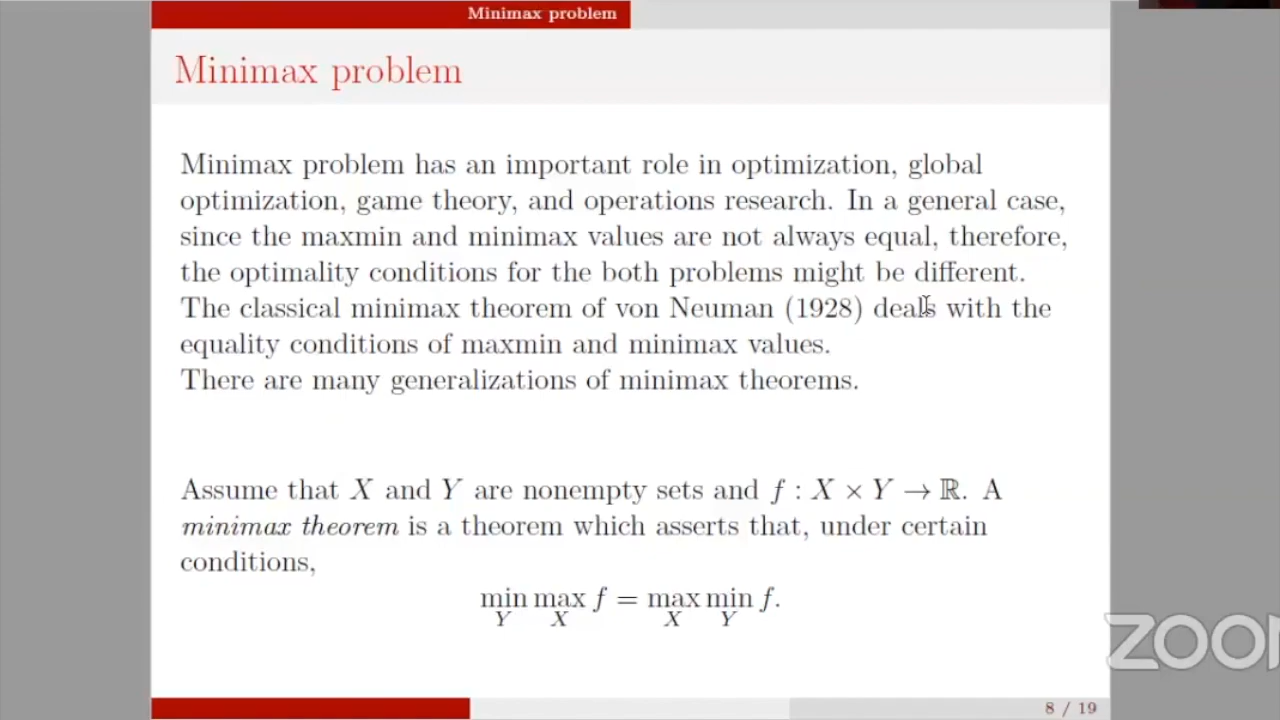 Minimax problem
Minimax problem
Minimax problem has an important role in optimization, global
optimization, game theory, and operations research. In a general case,
since the maxmin and minimax values are not always equal, therefore,
the optimality conditions for the both problems might be different.
The classical minimax theorem of von Neuman (1928) deals with the
equality conditions of maxmin and minimax values.
There are many generalizations of minimax theorems.
Assume that X and Y are nonempty sets and f : X × Y → ℝ. A
minimax theorem is a theorem which asserts that, under certain
conditions,
min max f = max min f.
Y X X Y
zoom
8 / 19